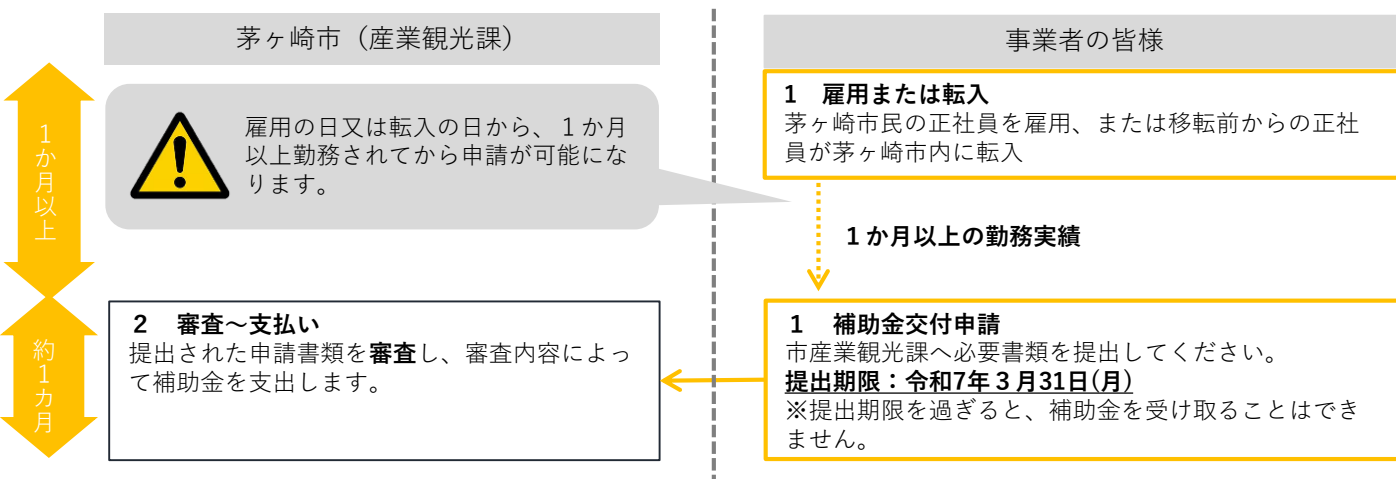 茅ヶ崎市（産業観光課）
事業者の皆様
１か月以上
雇用の日又は転入の日から、１か月
以上勤務されてから申請が可能にな
ります。
1　雇用または転入
茅ヶ崎市民の正社員を雇用、または移転前からの正社
員が茅ヶ崎市内に転入
１か月以上の勤務実績
約１カ月
2　審査～支払い
提出された申請書類を審査し、審査内容によっ
て補助金を支出します。
1　補助金交付申請
市産業観光課へ必要書類を提出してください。
提出期限：令和7年３月31日(月)
※提出期限を過ぎると、補助金を受け取ることはでき
ません。